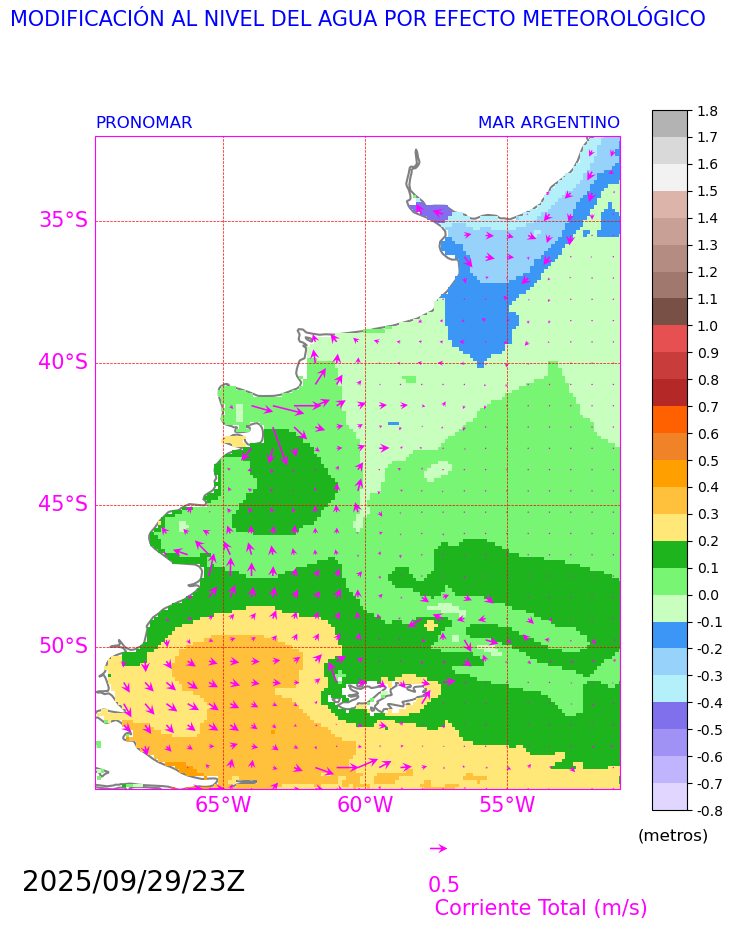 MODIFICACIÓN AL NIVEL DEL AGUA POR EFECTO METEOROLÓGICO
PRONOMAR MAR ARGENTINO
35°S
40°S
45°S
50°S
65°W 60°W 55°W
1.8
1.7
1.6
1.5
1.4
1.3
1.2
1.1
1.0
0.9
0.8
0.7
0.6
0.5
0.4
0.3
0.2
0.1
0.0
-0.1
-0.2
-0.3
-0.4
-0.5
-0.6
-0.7
-0.8
(metros)
2025/09/29/23Z
0.5
Corriente Total (m/s)